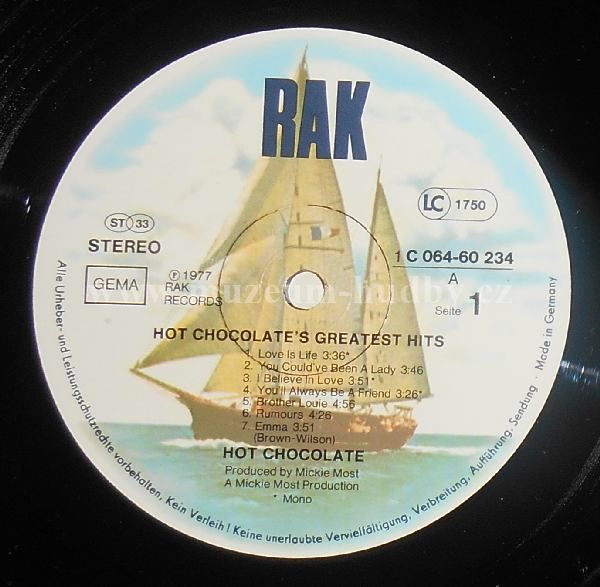 RAK
ST 33
STEREO
GEMA
℗ 1977
RAK
RECORDS
LC 1750
1 C 064-60 234
A
Seite 1
www.muzeum-hudby.cz
HOT CHOCOLATE'S GREATEST HITS
1. Love Is Life 3:36*
2. You Could've Been A Lady 3:46
3. I Believe In Love 3:51*
4. You'll Always Be A Friend 3:26*
5. Brother Louie 4:56
6. Rumours 4:26
7. Emma 3:51
(Brown-Wilson)
HOT CHOCOLATE
Produced by Mickie Most
A Mickie Most Production
* Mono
Alle Urheber- und Leistungsschutzrechte vorbehalten, Kein Verleih! Keine unerlaubte Vervielfältigung, Verbreitung, Aufführung, Sendung · Made in Germany